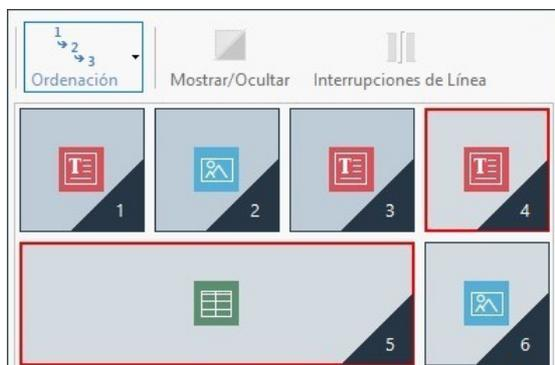 1
2
3
Ordenación
Mostrar/Ocultar
Interrupciones de Línea
T
T
T
1
2
3
4
5
6